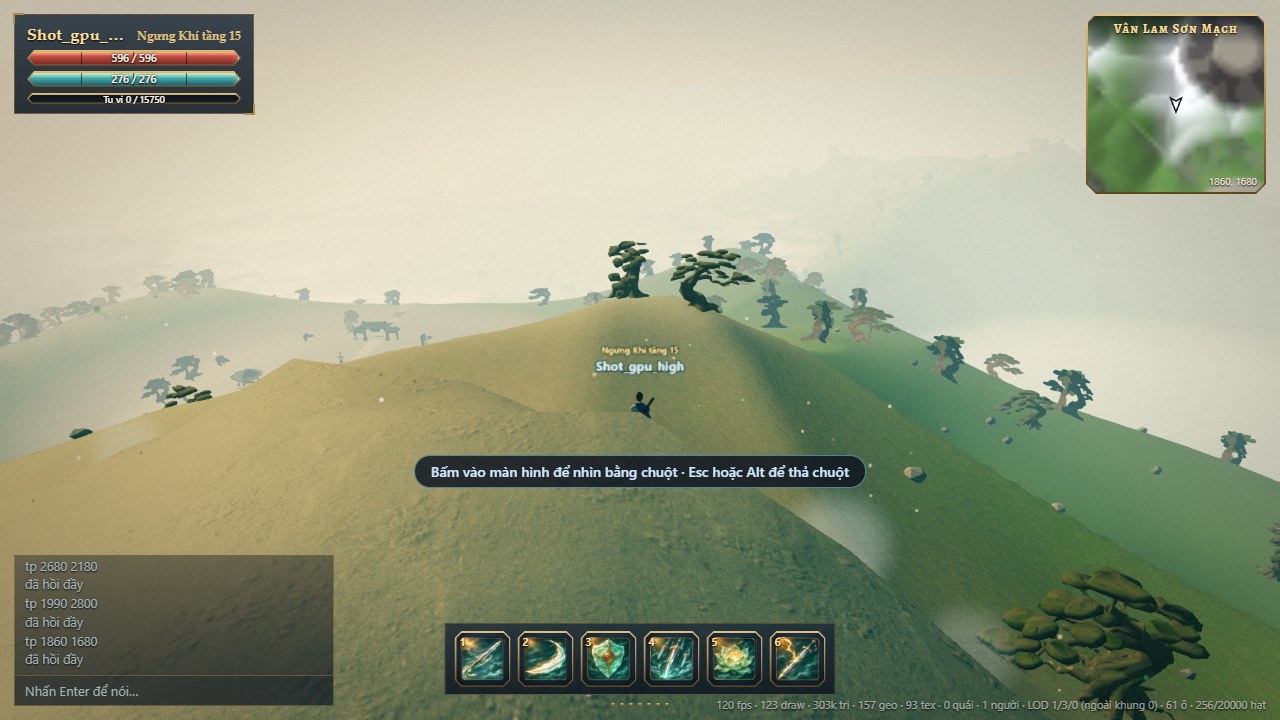 Shot_gpu_... Ngưng Khí tầng 15
596 / 596
276 / 276
Tu vi 0 / 15750
Vân Lam Sơn Mạch
1860, 1680
Ngưng Khí tầng 15
Shot_gpu_high
Bấm vào màn hình để nhìn bằng chuột · Esc hoặc Alt để thả chuột
tp 2680 2180
đã hồi đầy
tp 1990 2800
đã hồi đầy
tp 1860 1680
đã hồi đầy
Nhấn Enter để nói...
1 2 3 4 5 6
120 fps · 123 draw · 303k tri · 157 geo · 93 tex · 0 quái · 1 người · LOD 1/3/0 (ngoài khung 0) · 61 ô · 256/20000 hạt